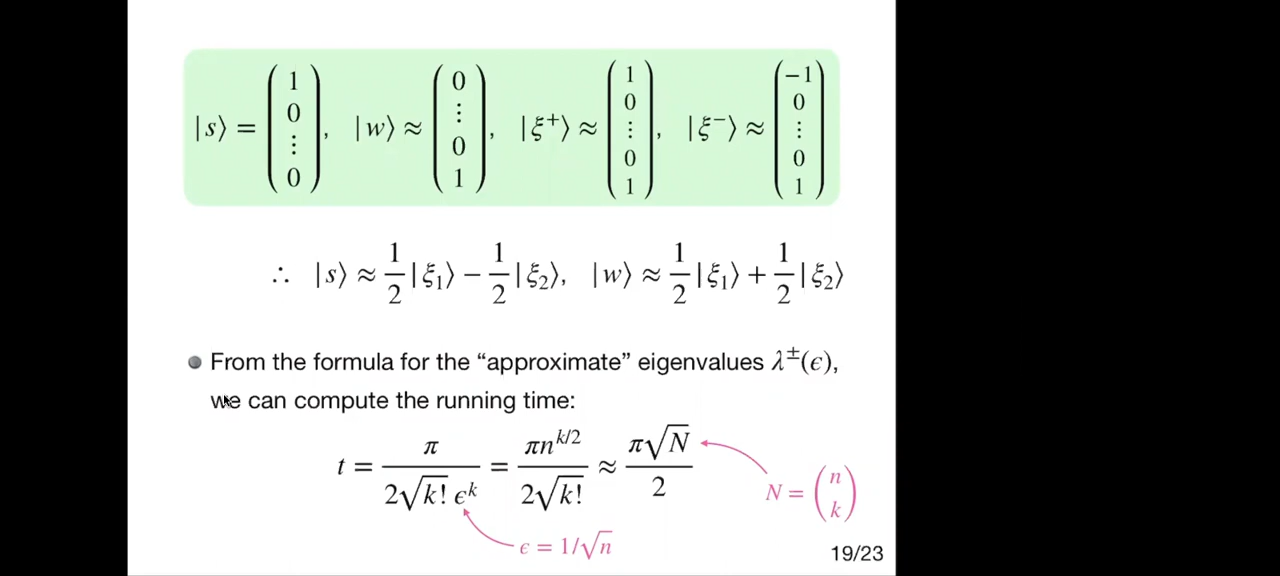 |s⟩ = (1 0 ⋮ 0), |w⟩ ≈ (0 ⋮ 0 1), |ξ⁺⟩ ≈ (1 0 ⋮ 0 1), |ξ⁻⟩ ≈ (−1 0 ⋮ 0 1)
∴ |s⟩ ≈ 1/2 |ξ₁⟩ − 1/2 |ξ₂⟩, |w⟩ ≈ 1/2 |ξ₁⟩ + 1/2 |ξ₂⟩
● From the formula for the “approximate” eigenvalues λ±(ϵ),
we can compute the running time:
t = π / (2√k! ϵᵏ) = πn^{k/2} / (2√k!) ≈ π√N / 2
N = (n k)
ϵ = 1/√n
19/23